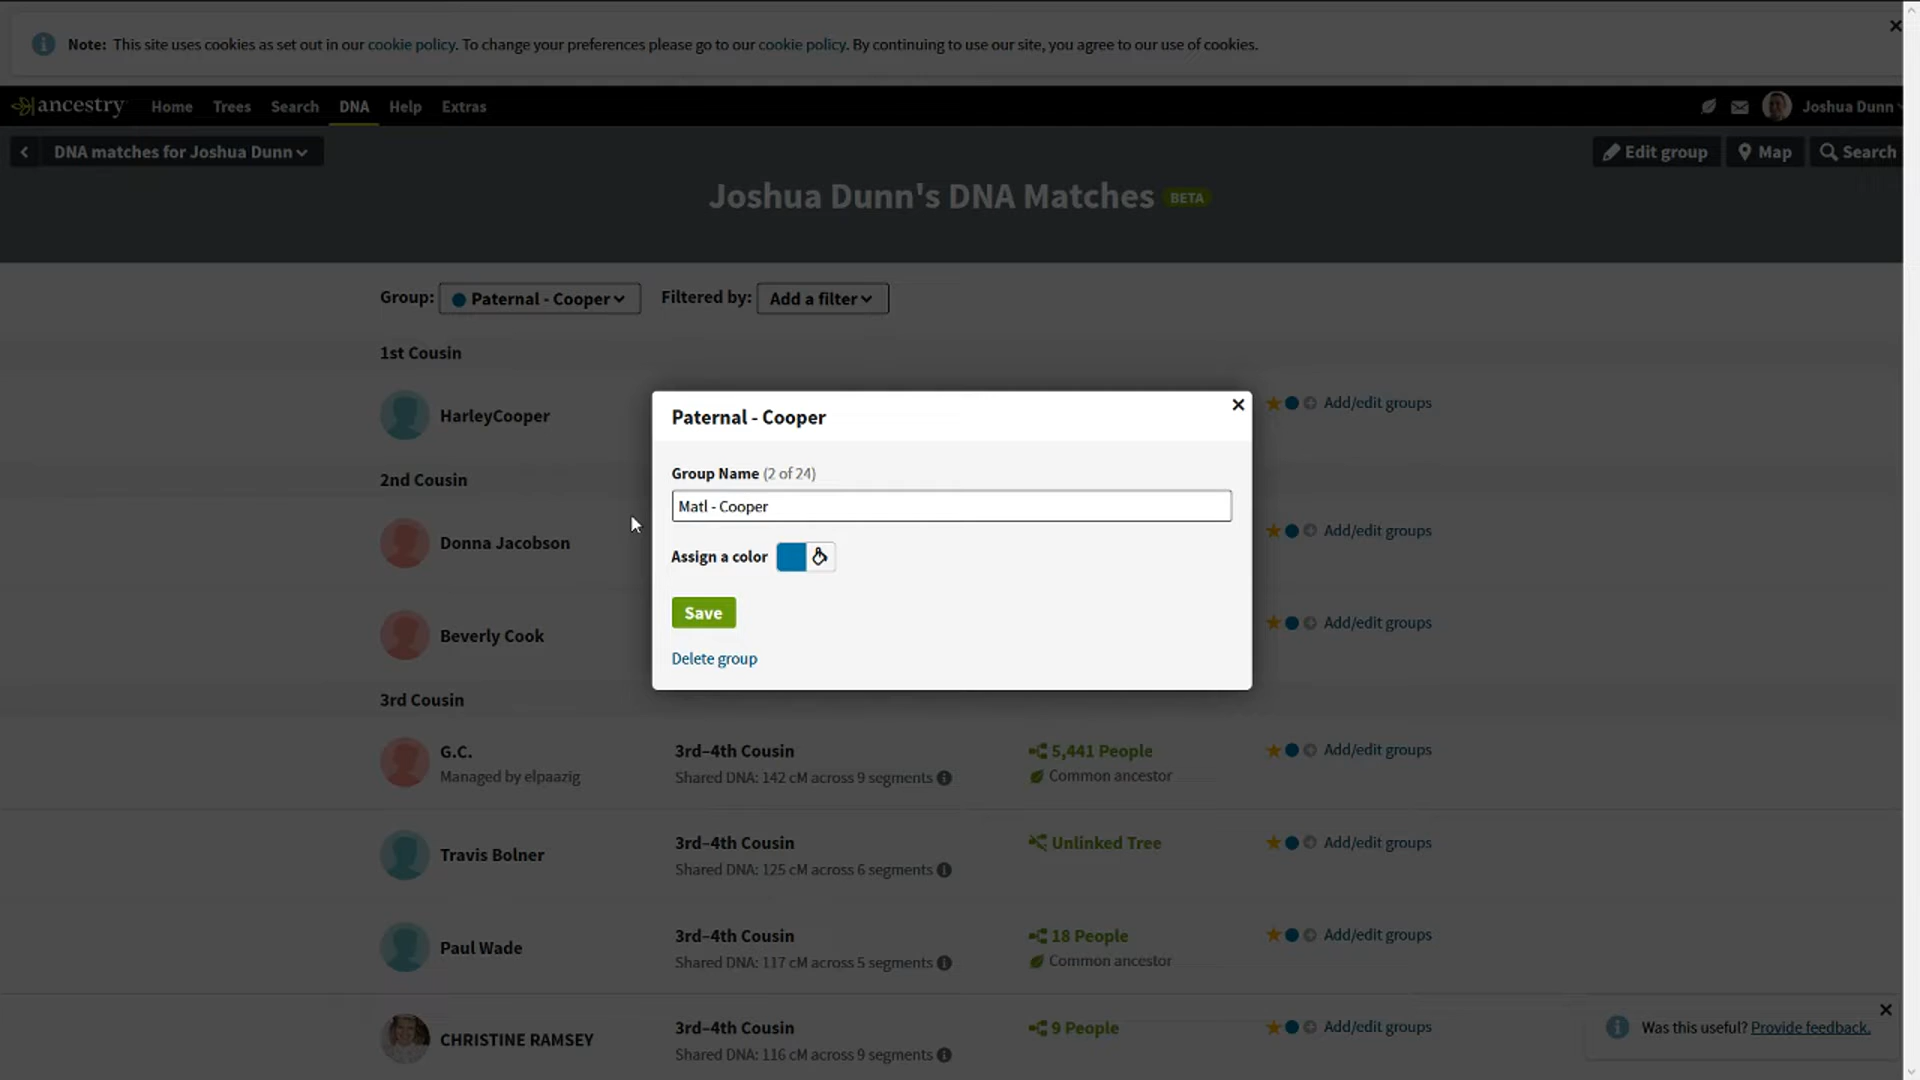 Note: This site uses cookies as set out in our cookie policy. To change your preferences please go to our cookie policy. By continuing to use our site, you agree to our use of cookies.
ancestry Home Trees Search DNA Help Extras Joshua Dunn
DNA matches for Joshua Dunn Edit group Map Search
Joshua Dunn's DNA Matches BETA
Group: Paternal - Cooper Filtered by: Add a filter
1st Cousin
HarleyCooper Add/edit groups
2nd Cousin
Donna Jacobson Add/edit groups
Beverly Cook Add/edit groups
Paternal - Cooper
Group Name (2 of 24)
Matl - Cooper
Assign a color
Save
Delete group
3rd Cousin
G.C. 3rd–4th Cousin 5,441 People Add/edit groups
Managed by elpaazig Shared DNA: 142 cM across 9 segments Common ancestor
Travis Bolner 3rd–4th Cousin Unlinked Tree Add/edit groups
Shared DNA: 125 cM across 6 segments
Paul Wade 3rd–4th Cousin 18 People Add/edit groups
Shared DNA: 117 cM across 5 segments Common ancestor
CHRISTINE RAMSEY 3rd–4th Cousin 9 People Add/edit groups
Shared DNA: 116 cM across 9 segments
Was this useful? Provide feedback.